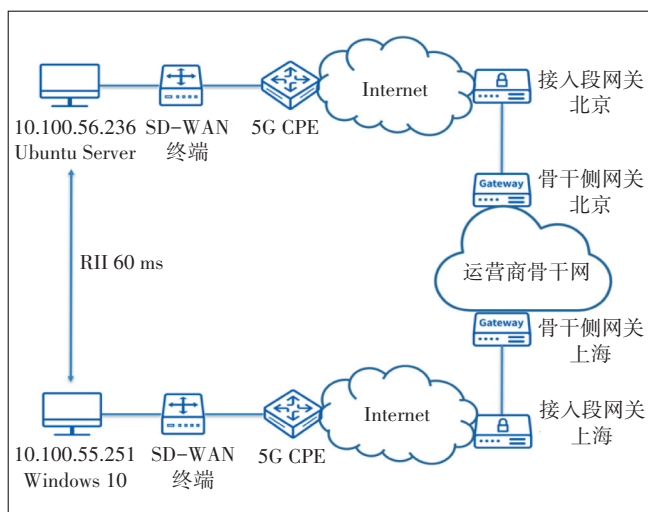 Internet
接入段网关
北京
10.100.56.236
Ubuntu Server
SD-WAN
终端
5G CPE
Gateway
骨干侧网关
北京
RII 60 ms
运营商骨干网
Gateway
骨干侧网关
上海
Internet
接入段网关
上海
10.100.55.251
Windows 10
SD-WAN
终端
5G CPE